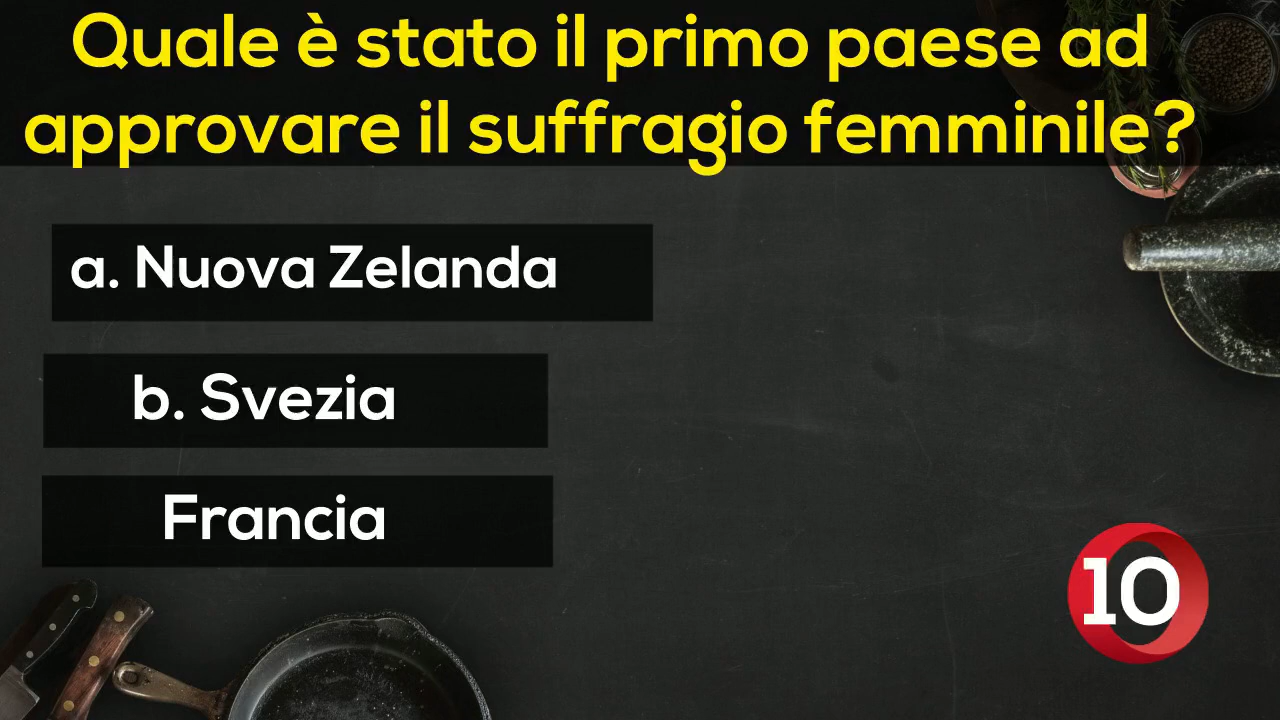 Quale è stato il primo paese ad
approvare il suffragio femminile?
a. Nuova Zelanda
b. Svezia
Francia
10